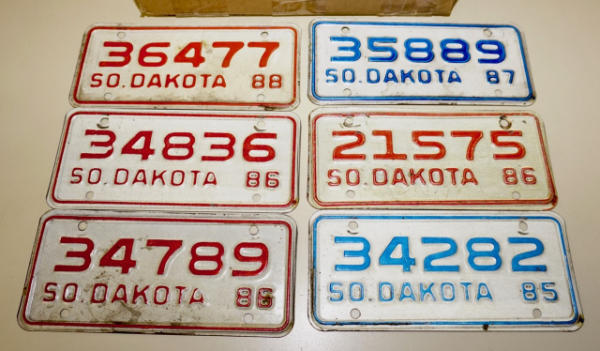 36477
SO. DAKOTA 88
35889
SO. DAKOTA 87
34836
SO. DAKOTA 86
21575
SO. DAKOTA 86
34789
SO. DAKOTA 86
34282
SO. DAKOTA 85